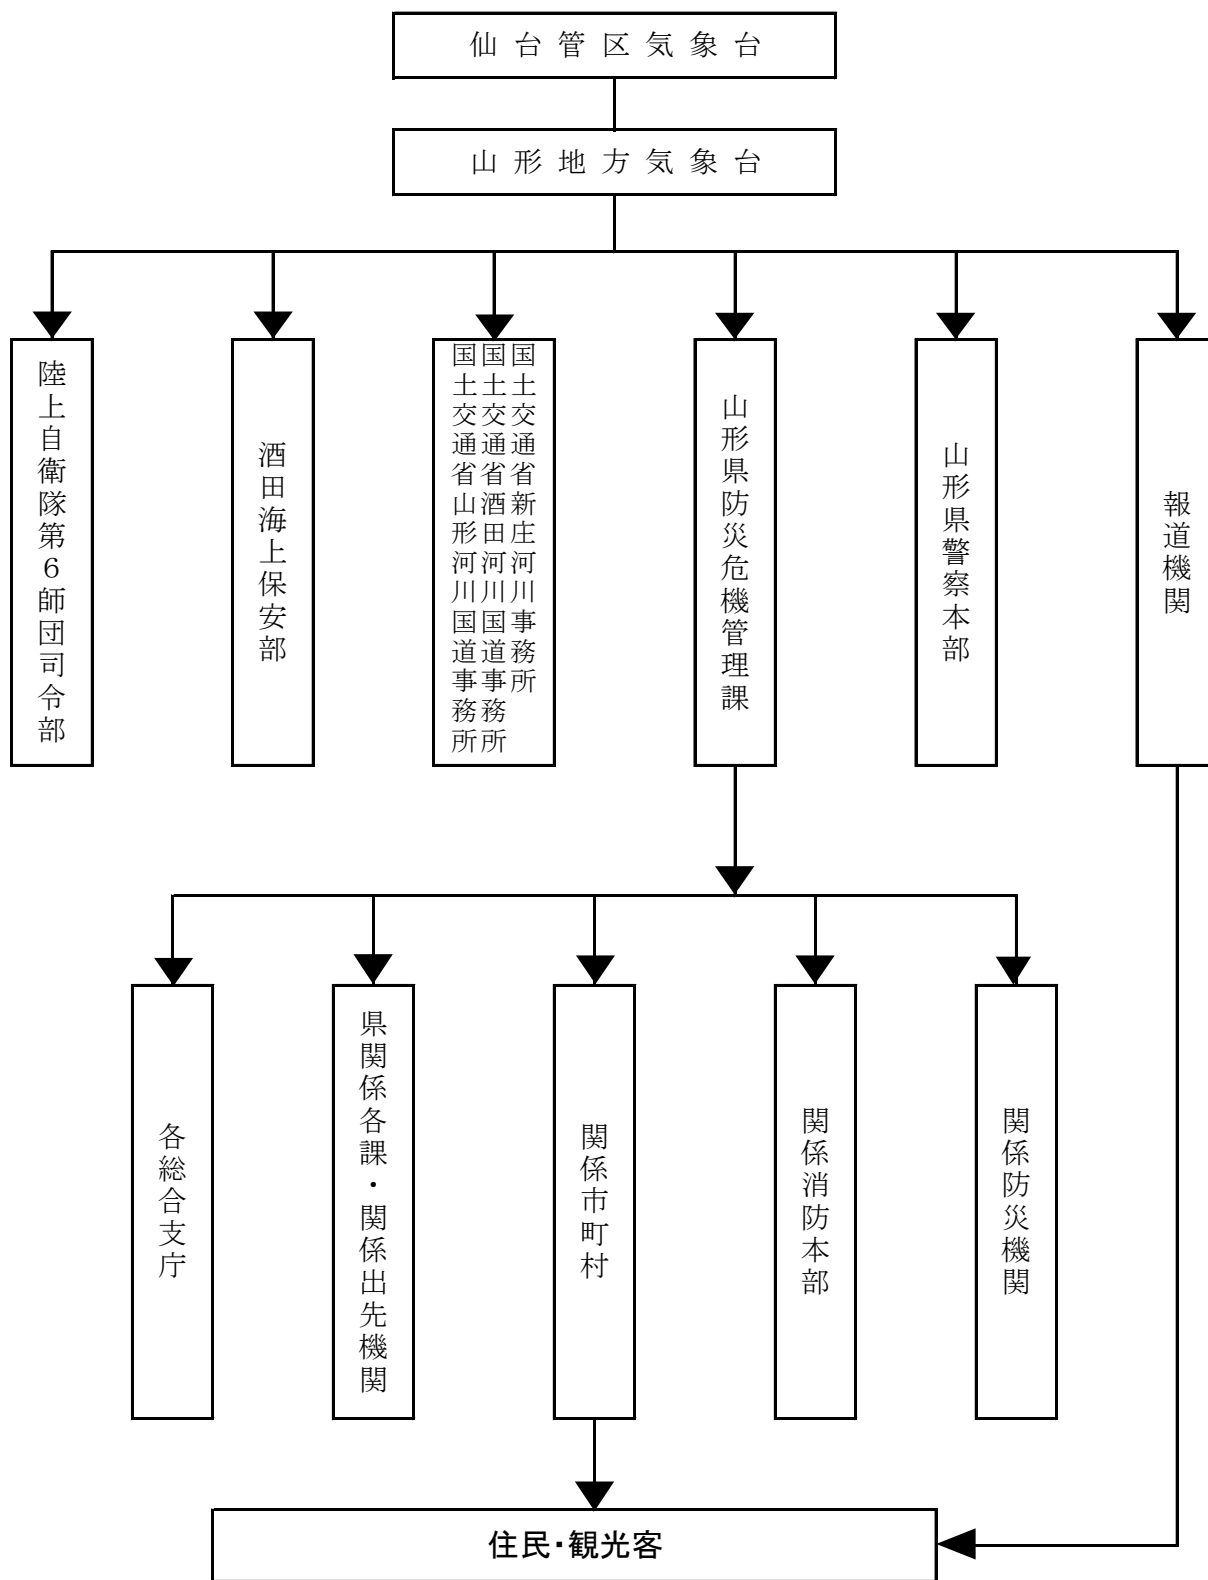 仙台管区気象台
山形地方気象台
陸上自衛隊第6師団司令部
酒田海上保安部
国土交通省新庄河川事務所
国土交通省酒田河川国道事務所
国土交通省山形河川国道事務所
山形県防災危機管理課
山形県警察本部
報道機関
各総合支庁
県関係各課・関係出先機関
関係市町村
関係消防本部
関係防災機関
住民・観光客